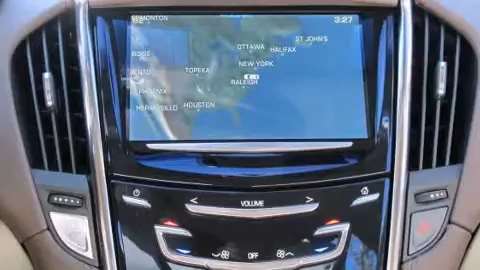 EDMONTON
3:27
ST JOHN'S
OTTAWA
HALIFAX
BOISE
NEW YORK
TOPEKA
RALEIGH
PHOENIX
HERMOSILLO
HOUSTON
VOLUME
OFF